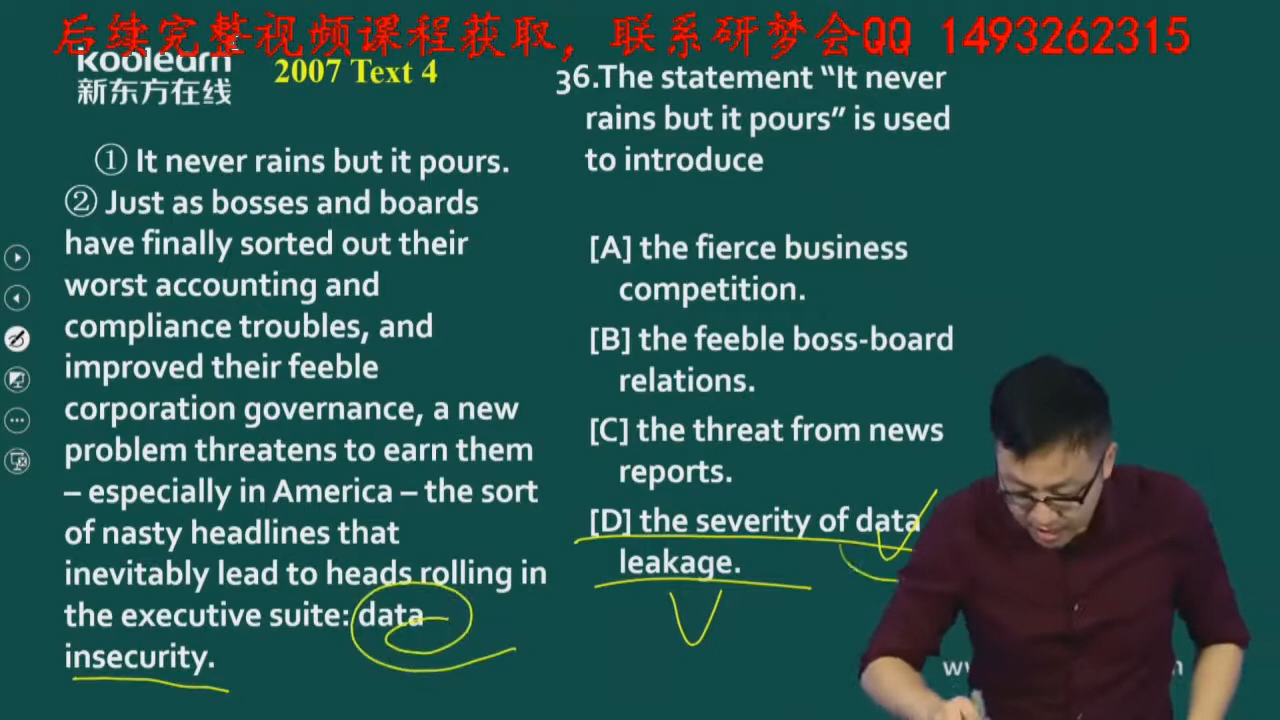 后续完整视频课程获取，联系研梦会QQ 1493262315
koolearn
新东方在线
2007 Text 4
① It never rains but it pours.
② Just as bosses and boards
have finally sorted out their
worst accounting and
compliance troubles, and
improved their feeble
corporation governance, a new
problem threatens to earn them
– especially in America – the sort
of nasty headlines that
inevitably lead to heads rolling in
the executive suite: data
insecurity.
36.The statement “It never
rains but it pours” is used
to introduce
[A] the fierce business
competition.
[B] the feeble boss-board
relations.
[C] the threat from news
reports.
[D] the severity of data
leakage.